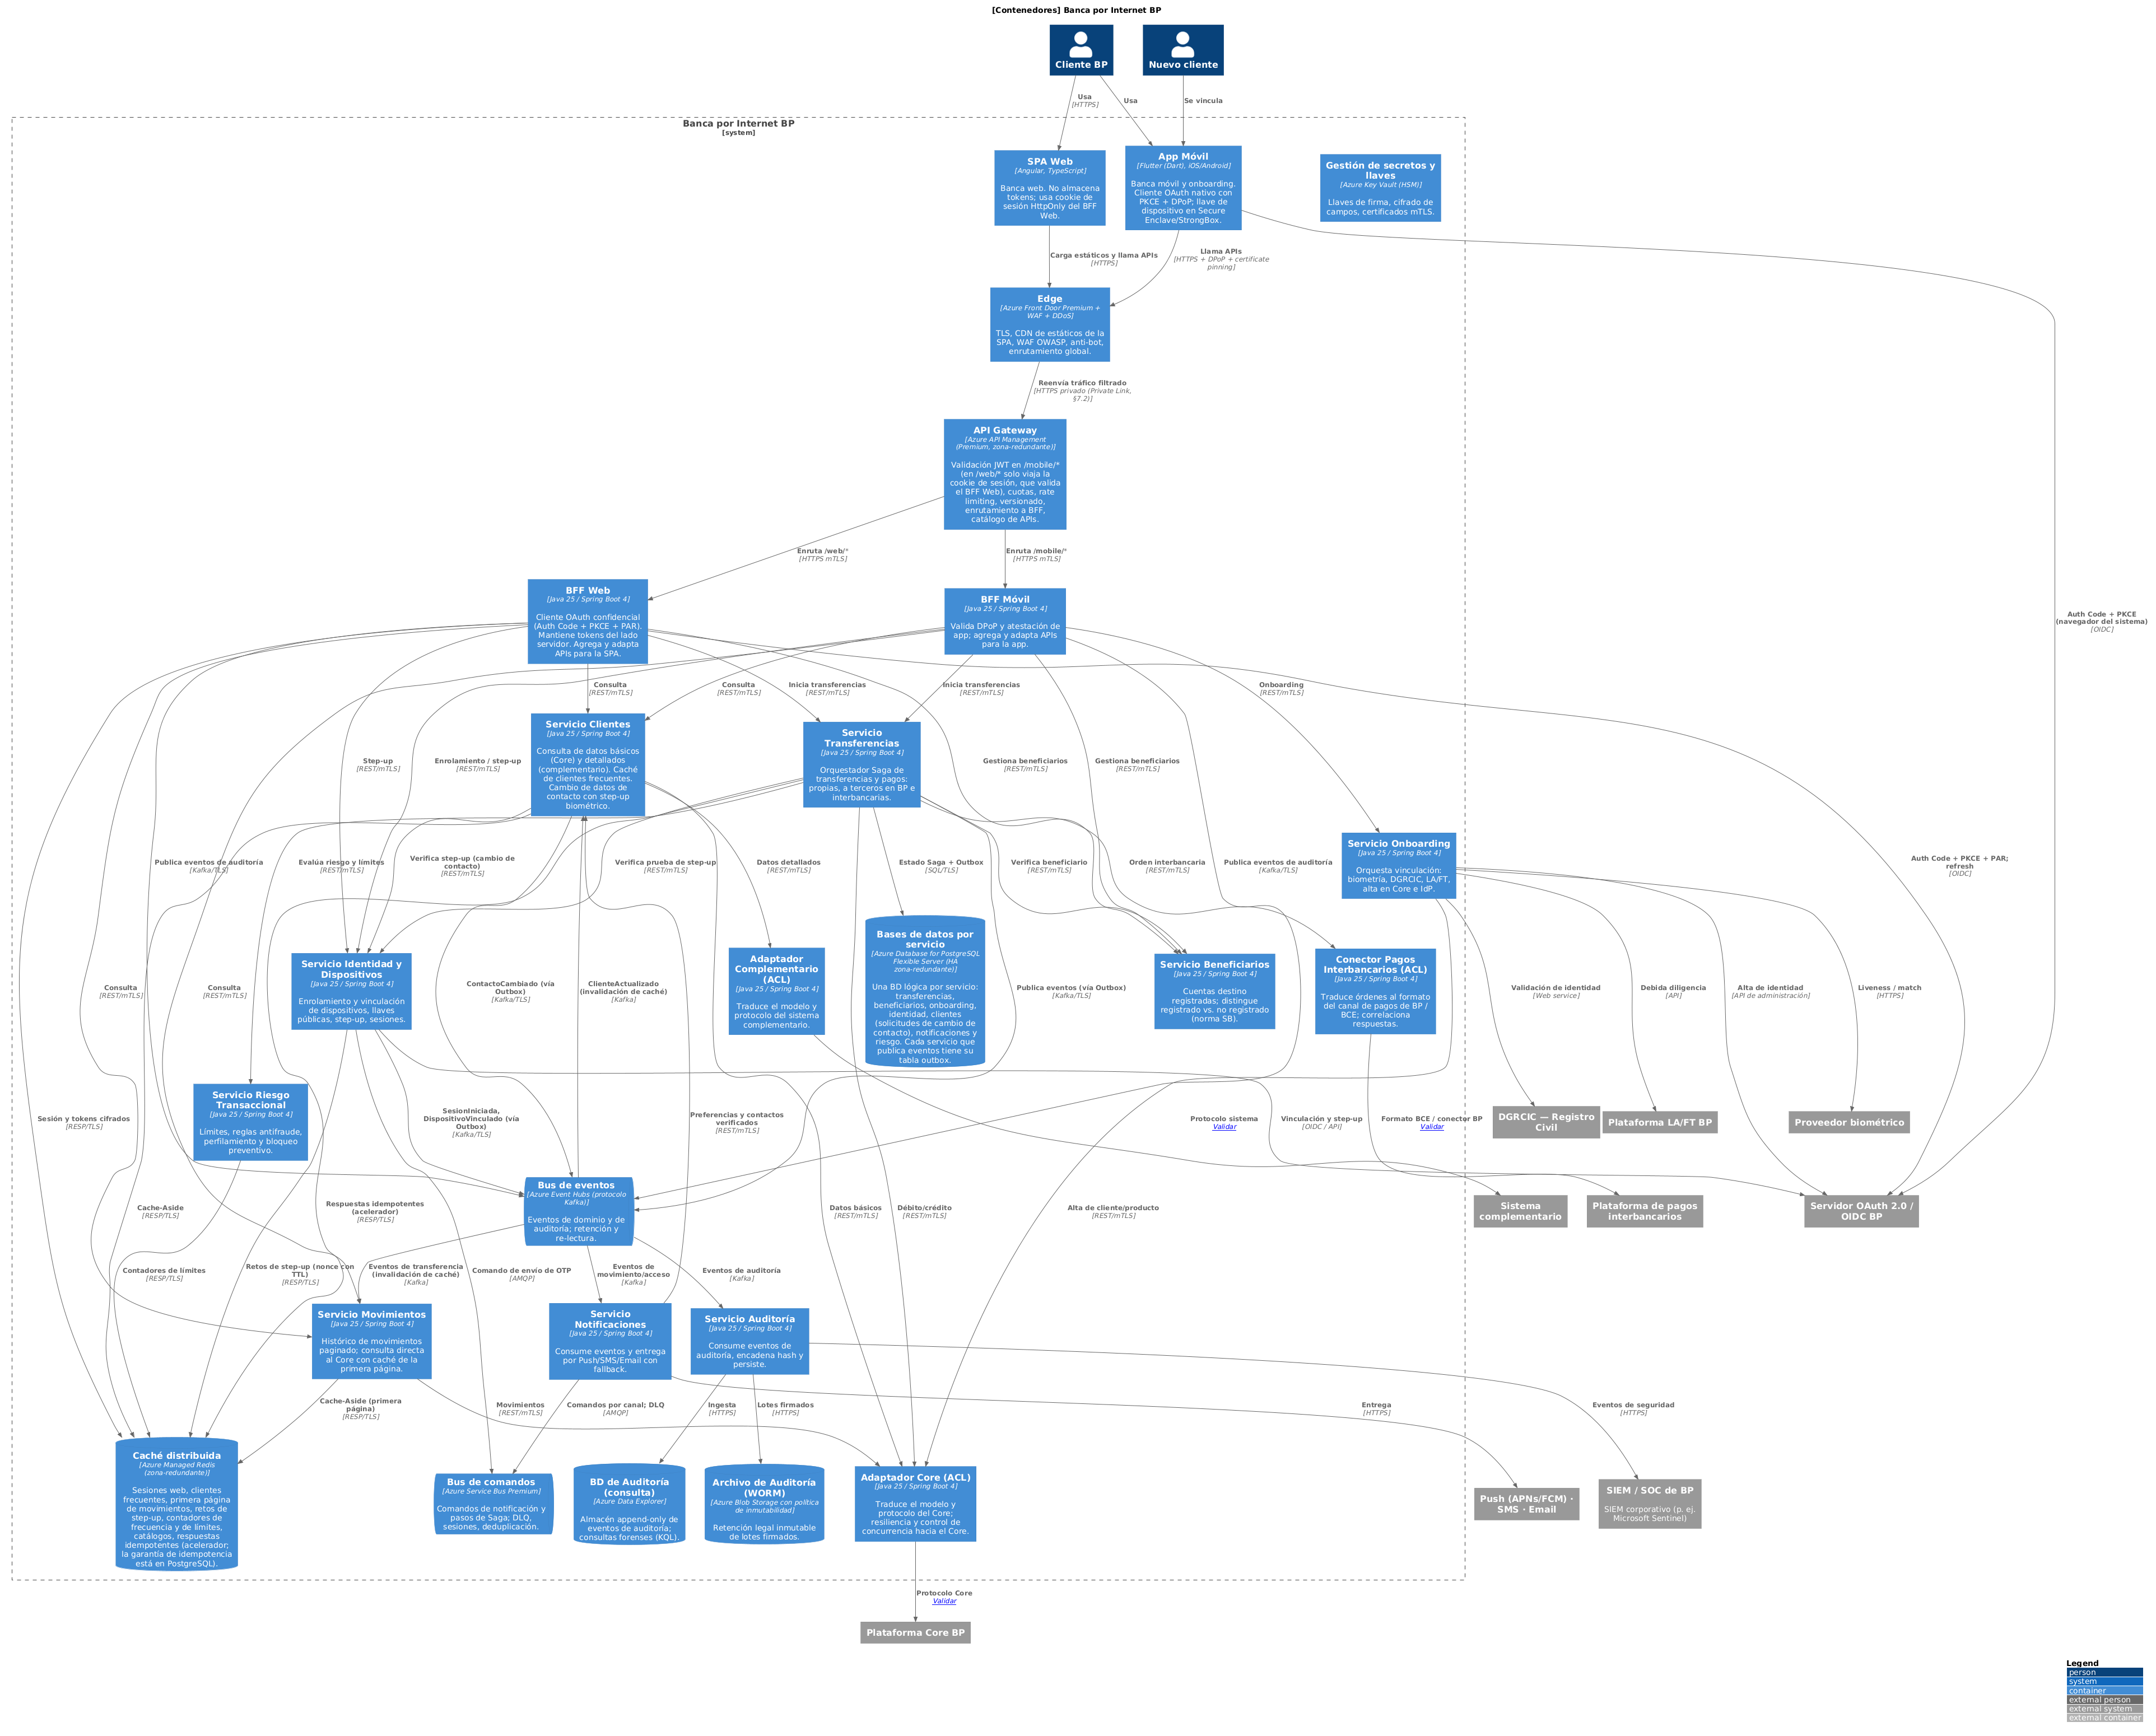 [Contenedores] Banca por Internet BP
Cliente BP
Nuevo cliente
Usa
[HTTPS]
Usa
Se vincula
Banca por Internet BP
[system]
SPA Web
[Angular, TypeScript]
Banca web. No almacena
tokens; usa cookie de
sesión HttpOnly del BFF
Web.
App Móvil
[Flutter (Dart), iOS/Android]
Banca móvil y onboarding.
Cliente OAuth nativo con
PKCE + DPoP; llave de
dispositivo en Secure
Enclave/StrongBox.
Gestión de secretos y
llaves
[Azure Key Vault (HSM)]
Llaves de firma, cifrado de
campos, certificados mTLS.
Carga estáticos y llama APIs
[HTTPS]
Llama APIs
[HTTPS + DPoP + certificate
pinning]
Edge
[Azure Front Door Premium +
WAF + DDoS]
TLS, CDN de estáticos de la
SPA, WAF OWASP, anti-bot,
enrutamiento global.
Reenvía tráfico filtrado
[HTTPS privado (Private Link,
§7.2)]
API Gateway
[Azure API Management
(Premium, zona-redundante)]
Validación JWT en /mobile/*
(en /web/* solo viaja la
cookie de sesión, que valida
el BFF Web), cuotas, rate
limiting, versionado,
enrutamiento a BFF,
catálogo de APIs.
Enruta /web/*
[HTTPS mTLS]
Enruta /mobile/*
[HTTPS mTLS]
BFF Web
[Java 25 / Spring Boot 4]
Cliente OAuth confidencial
(Auth Code + PKCE + PAR).
Mantiene tokens del lado
servidor. Agrega y adapta
APIs para la SPA.
BFF Móvil
[Java 25 / Spring Boot 4]
Valida DPoP y atestación de
app; agrega y adapta APIs
para la app.
Auth Code + PKCE
(navegador del sistema)
[OIDC]
Consulta
[REST/mTLS]
Consulta
[REST/mTLS]
Inicia transferencias
[REST/mTLS]
Inicia transferencias
[REST/mTLS]
Onboarding
[REST/mTLS]
Servicio Clientes
[Java 25 / Spring Boot 4]
Consulta de datos básicos
(Core) y detallados
(complementario). Caché
de clientes frecuentes.
Cambio de datos de
contacto con step-up
biométrico.
Servicio
Transferencias
[Java 25 / Spring Boot 4]
Orquestador Saga de
transferencias y pagos:
propias, a terceros en BP e
interbancarias.
Step-up
[REST/mTLS]
Enrolamiento / step-up
[REST/mTLS]
Gestiona beneficiarios
[REST/mTLS]
Gestiona beneficiarios
[REST/mTLS]
Servicio Onboarding
[Java 25 / Spring Boot 4]
Orquesta vinculación:
biometría, DGRCIC, LA/FT,
alta en Core e IdP.
Publica eventos de auditoría
[Kafka/TLS]
Evalúa riesgo y límites
[REST/mTLS]
Verifica step-up (cambio de
contacto)
[REST/mTLS]
Verifica prueba de step-up
[REST/mTLS]
Datos detallados
[REST/mTLS]
Estado Saga + Outbox
[SQL/TLS]
Verifica beneficiario
[REST/mTLS]
Orden interbancaria
[REST/mTLS]
Publica eventos de auditoría
[Kafka/TLS]
Auth Code + PKCE + PAR;
refresh
[OIDC]
Servicio Identidad y
Dispositivos
[Java 25 / Spring Boot 4]
Enrolamiento y vinculación
de dispositivos, llaves
públicas, step-up, sesiones.
Adaptador
Complementario
(ACL)
[Java 25 / Spring Boot 4]
Traduce el modelo y
protocolo del sistema
complementario.
Bases de datos por
servicio
[Azure Database for PostgreSQL
Flexible Server (HA
zona-redundante)]
Una BD lógica por servicio:
transferencias,
beneficiarios, onboarding,
identidad, clientes
(solicitudes de cambio de
contacto), notificaciones y
riesgo. Cada servicio que
publica eventos tiene su
tabla outbox.
Servicio Beneficiarios
[Java 25 / Spring Boot 4]
Cuentas destino
registradas; distingue
registrado vs. no registrado
(norma SB).
Conector Pagos
Interbancarios (ACL)
[Java 25 / Spring Boot 4]
Traduce órdenes al formato
del canal de pagos de BP /
BCE; correlaciona
respuestas.
Consulta
[REST/mTLS]
Consulta
[REST/mTLS]
ContactoCambiado (vía
Outbox)
[Kafka/TLS]
ClienteActualizado
(invalidación de caché)
[Kafka]
Publica eventos (vía Outbox)
[Kafka/TLS]
Validación de identidad
[Web service]
Debida diligencia
[API]
Alta de identidad
[API de administración]
Liveness / match
[HTTPS]
Servicio Riesgo
Transaccional
[Java 25 / Spring Boot 4]
Límites, reglas antifraude,
perfilamiento y bloqueo
preventivo.
Sesión y tokens cifrados
[RESP/TLS]
SesionIniciada,
DispositivoVinculado (vía
Outbox)
[Kafka/TLS]
Preferencias y contactos
verificados
[REST/mTLS]
Protocolo sistema
Validar
Vinculación y step-up
[OIDC / API]
Formato BCE / conector BP
Validar
DGRCIC — Registro
Civil
Plataforma LA/FT BP
Proveedor biométrico
Bus de eventos
[Azure Event Hubs (protocolo
Kafka)]
Eventos de dominio y de
auditoría; retención y
re-lectura.
Cache-Aside
[RESP/TLS]
Respuestas idempotentes
(acelerador)
[RESP/TLS]
Datos básicos
[REST/mTLS]
Débito/crédito
[REST/mTLS]
Alta de cliente/producto
[REST/mTLS]
Sistema
complementario
Plataforma de pagos
interbancarios
Servidor OAuth 2.0 /
OIDC BP
Contadores de límites
[RESP/TLS]
Retos de step-up (nonce con
TTL)
[RESP/TLS]
Eventos de transferencia
(invalidación de caché)
[Kafka]
Comando de envío de OTP
[AMQP]
Eventos de
movimiento/acceso
[Kafka]
Eventos de auditoría
[Kafka]
Servicio Movimientos
[Java 25 / Spring Boot 4]
Histórico de movimientos
paginado; consulta directa
al Core con caché de la
primera página.
Servicio
Notificaciones
[Java 25 / Spring Boot 4]
Consume eventos y entrega
por Push/SMS/Email con
fallback.
Servicio Auditoría
[Java 25 / Spring Boot 4]
Consume eventos de
auditoría, encadena hash y
persiste.
Cache-Aside (primera
página)
[RESP/TLS]
Movimientos
[REST/mTLS]
Comandos por canal; DLQ
[AMQP]
Ingesta
[HTTPS]
Lotes firmados
[HTTPS]
Entrega
[HTTPS]
Eventos de seguridad
[HTTPS]
Caché distribuida
[Azure Managed Redis
(zona-redundante)]
Sesiones web, clientes
frecuentes, primera página
de movimientos, retos de
step-up, contadores de
frecuencia y de límites,
catálogos, respuestas
idempotentes (acelerador;
la garantía de idempotencia
está en PostgreSQL).
Bus de comandos
[Azure Service Bus Premium]
Comandos de notificación y
pasos de Saga; DLQ,
sesiones, deduplicación.
BD de Auditoría
(consulta)
[Azure Data Explorer]
Almacén append-only de
eventos de auditoría;
consultas forenses (KQL).
Archivo de Auditoría
(WORM)
[Azure Blob Storage con política
de inmutabilidad]
Retención legal inmutable
de lotes firmados.
Adaptador Core (ACL)
[Java 25 / Spring Boot 4]
Traduce el modelo y
protocolo del Core;
resiliencia y control de
concurrencia hacia el Core.
Push (APNs/FCM) ·
SMS · Email
SIEM / SOC de BP
SIEM corporativo (p. ej.
Microsoft Sentinel)
Protocolo Core
Validar
Plataforma Core BP
Legend
person
system
container
external person
external system
external container